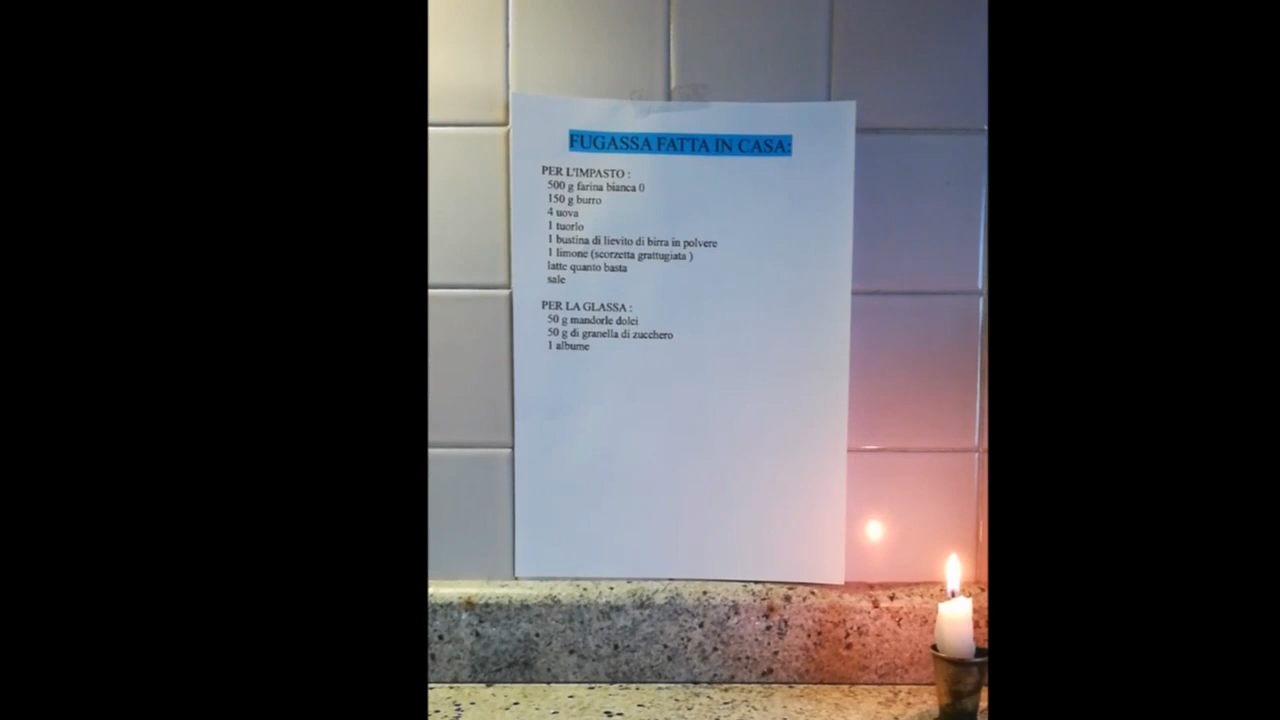 FUGASSA FATTA IN CASA:
PER L'IMPASTO :
500 g farina bianca 0
150 g burro
4 uova
1 tuorlo
1 bustina di lievito di birra in polvere
1 limone (scorzetta grattugiata )
latte quanto basta
sale
PER LA GLASSA :
50 g mandorle dolci
50 g di granella di zucchero
1 albume